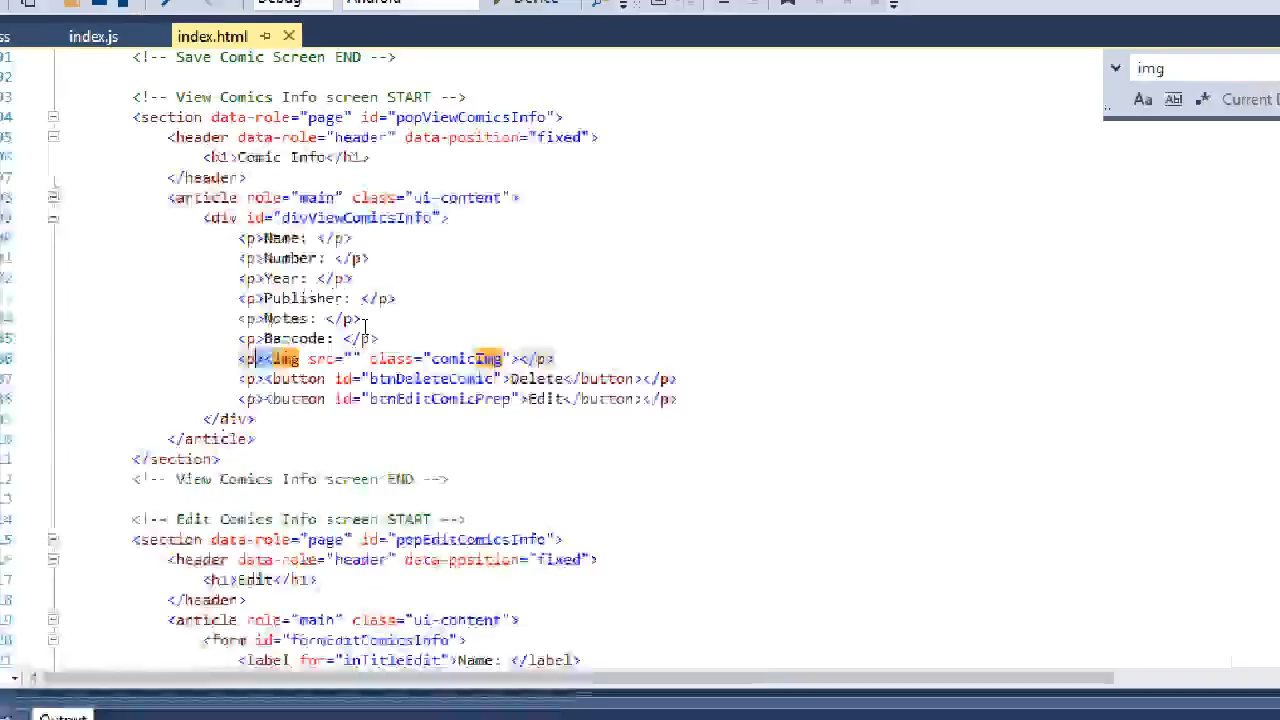 index.js index.html
img
Current D
<!-- Save Comic Screen END -->
<!-- View Comics Info screen START -->
<section data-role="page" id="popViewComicsInfo">
<header data-role="header" data-position="fixed">
<h1>Comic Info</h1>
</header>
<article role="main" class="ui-content">
<div id="divViewComicsInfo">
<p>Name: </p>
<p>Number: </p>
<p>Year: </p>
<p>Publisher: </p>
<p>Notes: </p>
<p>Barcode: </p>
<p><img src="" class="comicImg"></p>
<p><button id="btnDeleteComic">Delete</button></p>
<p><button id="btnEditComicPrep">Edit</button></p>
</div>
</article>
</section>
<!-- View Comics Info screen END -->
<!-- Edit Comics Info screen START -->
<section data-role="page" id="popEditComicsInfo">
<header data-role="header" data-position="fixed">
<h1>Edit</h1>
</header>
<article role="main" class="ui-content">
<form id="formEditComicsInfo">
<label for="inTitleEdit">Name: </label>
Output